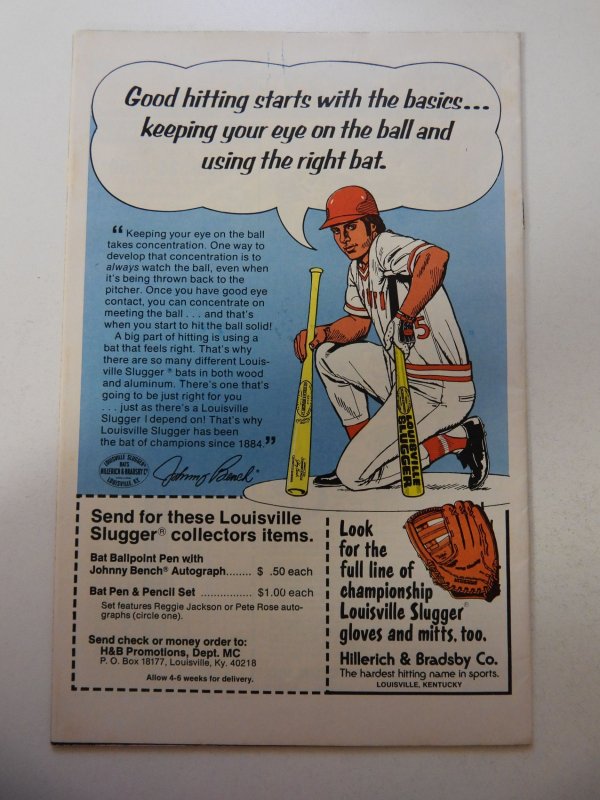 Good hitting starts with the basics...
keeping your eye on the ball and
using the right bat.
“ Keeping your eye on the ball
takes concentration. One way to
develop that concentration is to
always watch the ball, even when
it's being thrown back to the
pitcher. Once you have good eye
contact, you can concentrate on
meeting the ball . . . and that's
when you start to hit the ball solid!
A big part of hitting is using a
bat that feels right. That's why
there are so many different Louis-
ville Slugger ® bats in both wood
and aluminum. There's one that's
going to be just right for you
. . . just as there's a Louisville
Slugger I depend on! That's why
Louisville Slugger has been
the bat of champions since 1884.”
LOUISVILLE SLUGGER
BATS
HILLERICH & BRADSBY Co
LOUISVILLE, KY.
Johnny Bench
5
LOUISVILLE
SLUGGER
Send for these Louisville
Slugger® collectors items.
Bat Ballpoint Pen with
Johnny Bench® Autograph........ $ .50 each
Bat Pen & Pencil Set ................ $1.00 each
Set features Reggie Jackson or Pete Rose auto-
graphs (circle one).
Send check or money order to:
H&B Promotions, Dept. MC
P. O. Box 18177, Louisville, Ky. 40218
Allow 4-6 weeks for delivery.
Look
for the
full line of
championship
Louisville Slugger®
gloves and mitts, too.
Hillerich & Bradsby Co.
The hardest hitting name in sports.
LOUISVILLE, KENTUCKY